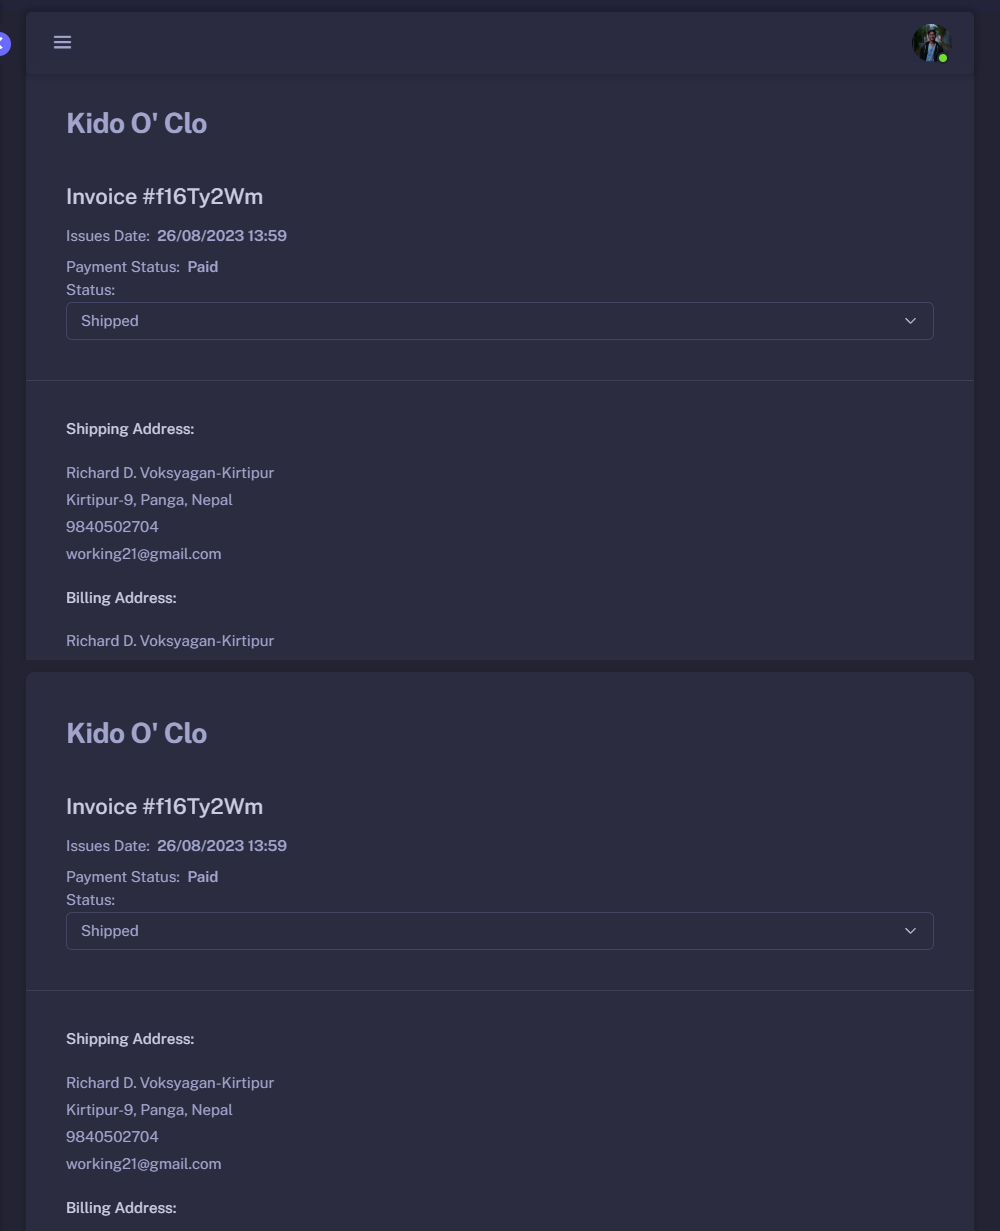 Kido O' Clo
Invoice #f16Ty2Wm
Issues Date: 26/08/2023 13:59
Payment Status: Paid
Status:
Shipped
Shipping Address:
Richard D. Voksyagan-Kirtipur
Kirtipur-9, Panga, Nepal
9840502704
working21@gmail.com
Billing Address:
Richard D. Voksyagan-Kirtipur
Kido O' Clo
Invoice #f16Ty2Wm
Issues Date: 26/08/2023 13:59
Payment Status: Paid
Status:
Shipped
Shipping Address:
Richard D. Voksyagan-Kirtipur
Kirtipur-9, Panga, Nepal
9840502704
working21@gmail.com
Billing Address: